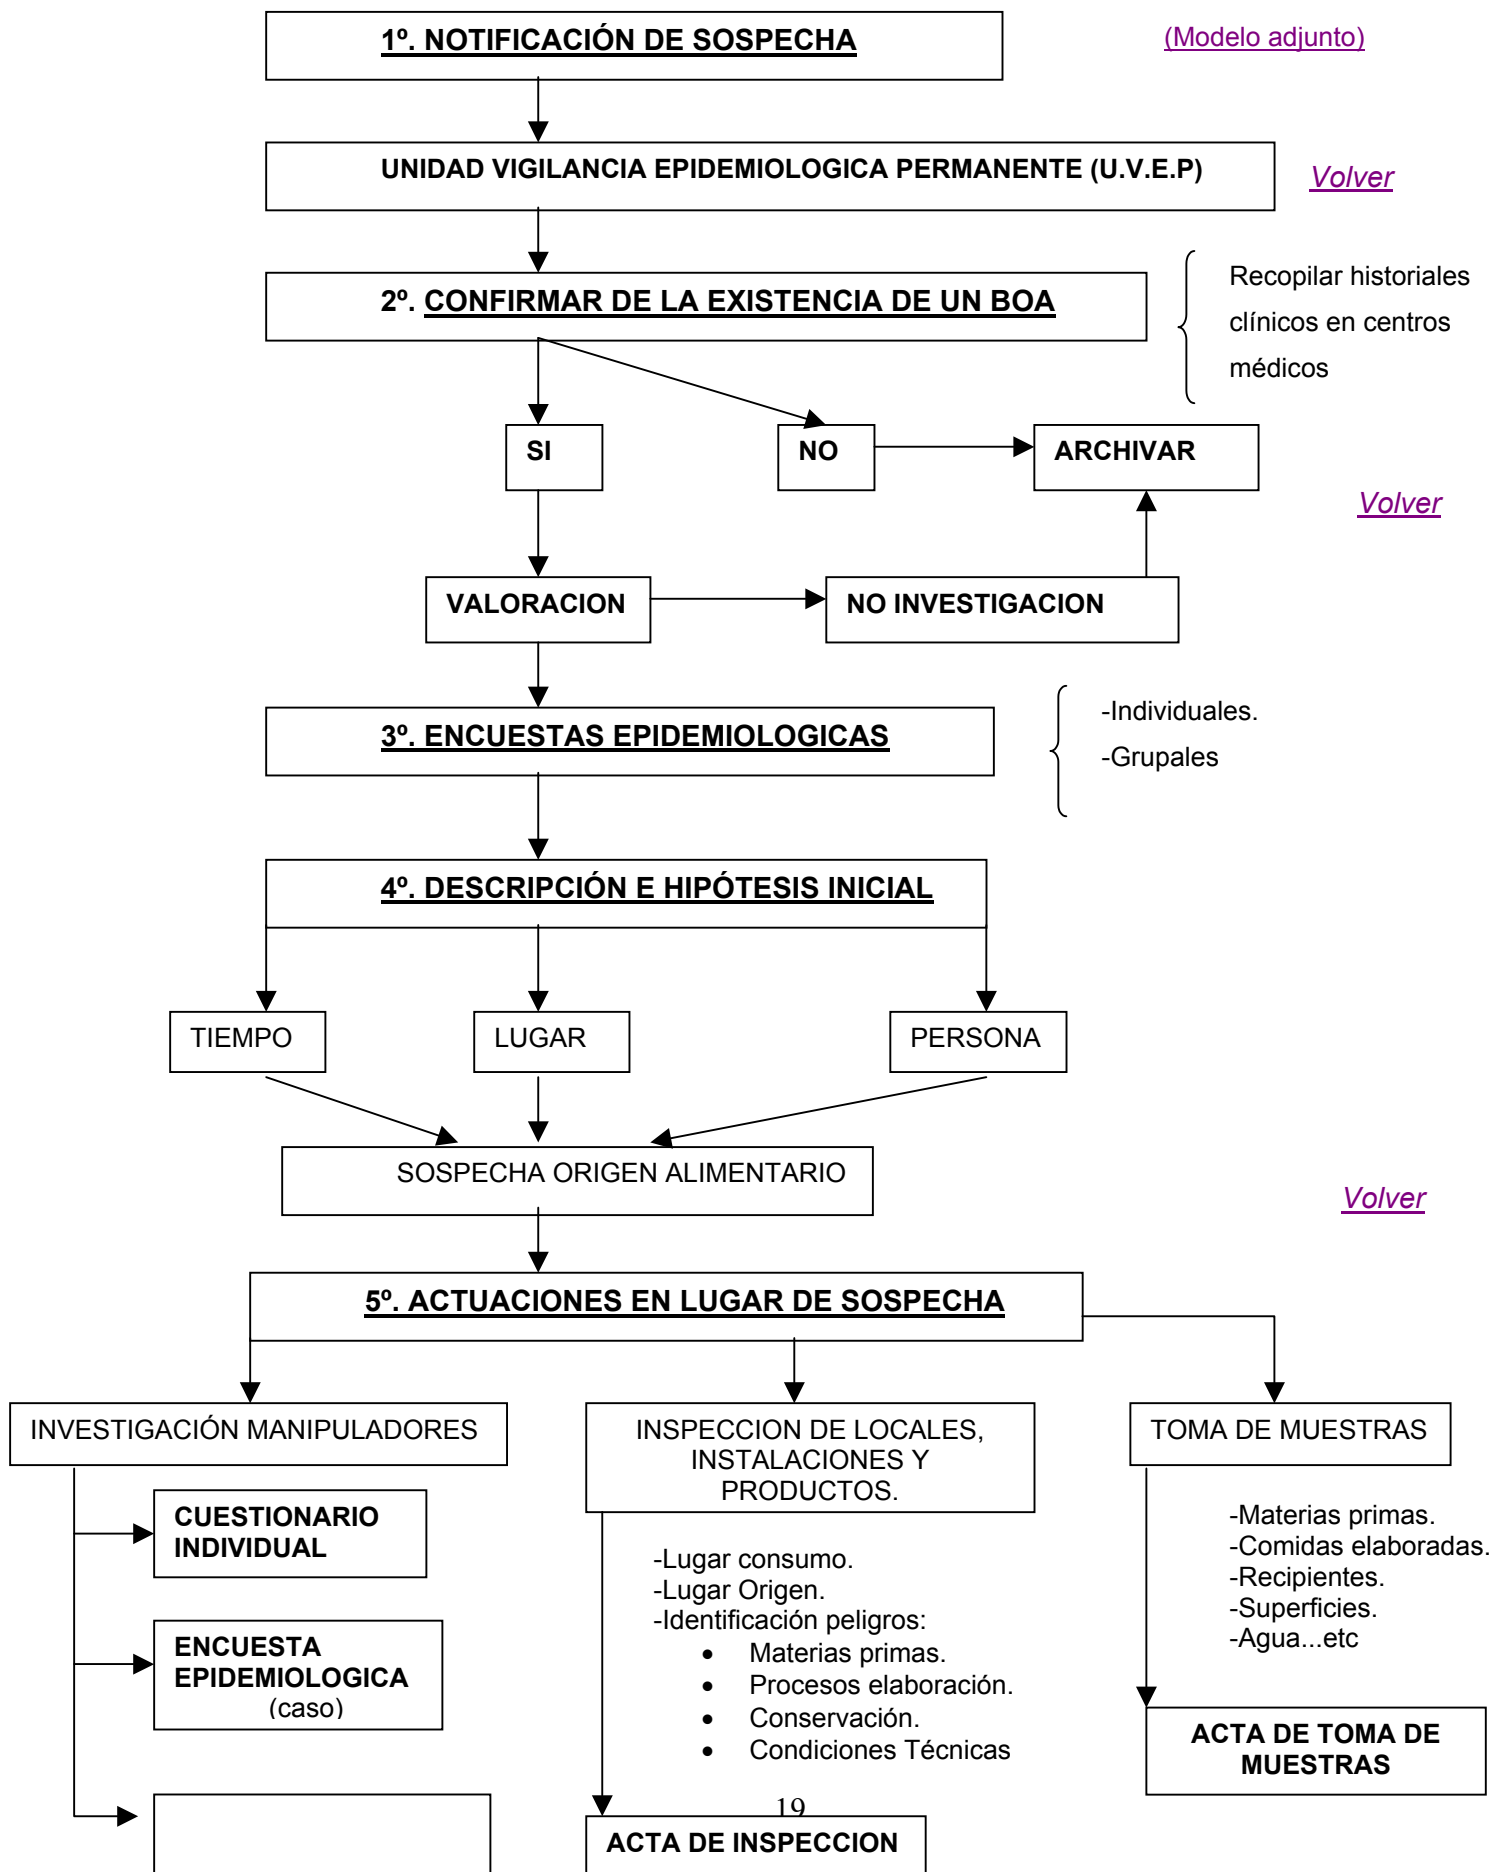 1º. NOTIFICACIÓN DE SOSPECHA
(Modelo adjunto)
UNIDAD VIGILANCIA EPIDEMIOLOGICA PERMANENTE (U.V.E.P)
Volver
2º. CONFIRMAR DE LA EXISTENCIA DE UN BOA
Recopilar historiales
clínicos en centros
médicos
SI
NO
ARCHIVAR
Volver
VALORACION
NO INVESTIGACION
3º. ENCUESTAS EPIDEMIOLOGICAS
-Individuales.
-Grupales
4º. DESCRIPCIÓN E HIPÓTESIS INICIAL
TIEMPO
LUGAR
PERSONA
SOSPECHA ORIGEN ALIMENTARIO
Volver
5º. ACTUACIONES EN LUGAR DE SOSPECHA
INVESTIGACIÓN MANIPULADORES
CUESTIONARIO
INDIVIDUAL
ENCUESTA
EPIDEMIOLOGICA
(caso)
INSPECCION DE LOCALES,
INSTALACIONES Y
PRODUCTOS.
-Lugar consumo.
-Lugar Origen.
-Identificación peligros:
• Materias primas.
• Procesos elaboración.
• Conservación.
• Condiciones Técnicas
ACTA DE INSPECCION
TOMA DE MUESTRAS
-Materias primas.
-Comidas elaboradas.
-Recipientes.
-Superficies.
-Agua...etc
ACTA DE TOMA DE
MUESTRAS
19